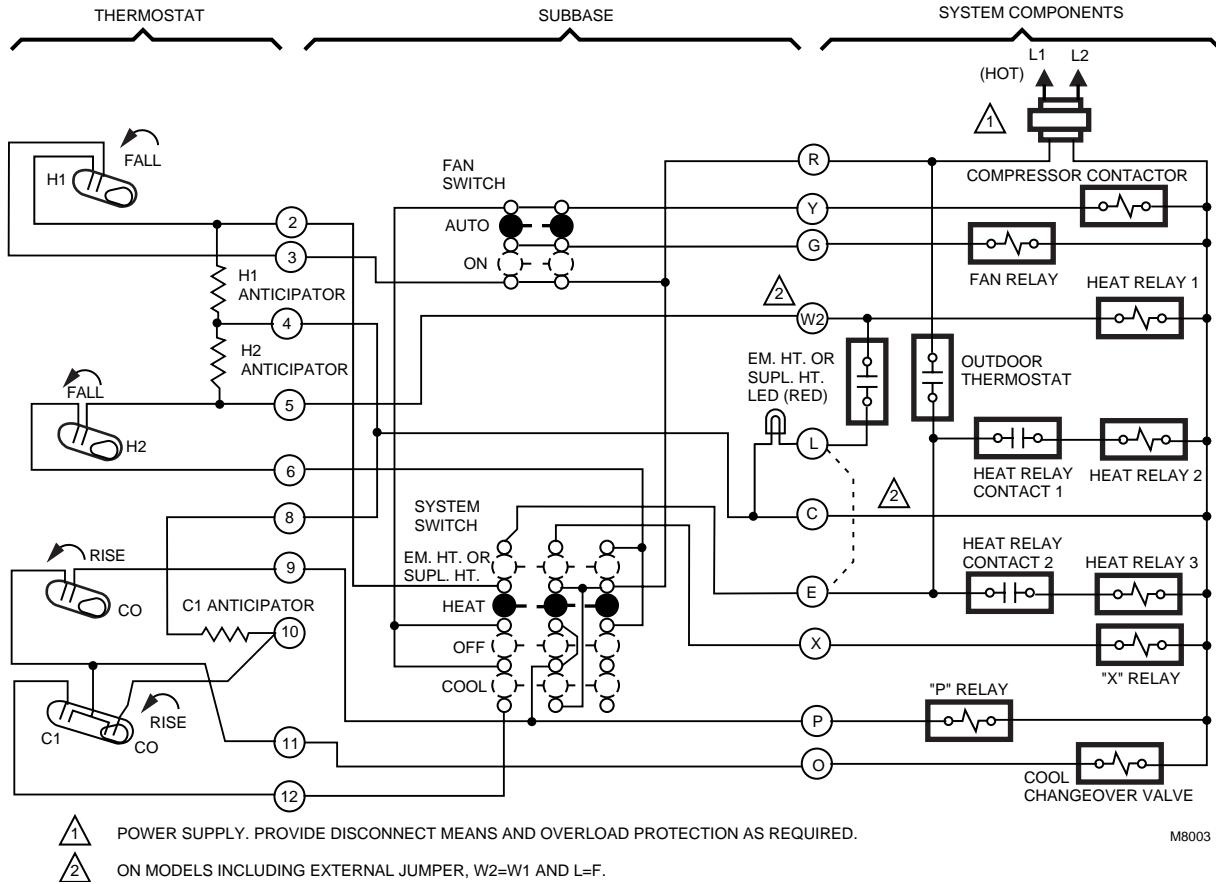 THERMOSTAT
SUBBASE
SYSTEM COMPONENTS
L1
L2
(HOT)
1
FALL
H1
FAN
SWITCH
R
COMPRESSOR CONTACTOR
2
AUTO
Y
3
ON
G
FAN RELAY
H1
ANTICIPATOR
2
HEAT RELAY 1
4
W2
H2
ANTICIPATOR
EM. HT. OR
SUPL. HT.
LED (RED)
OUTDOOR
THERMOSTAT
FALL
5
H2
L
6
HEAT RELAY
CONTACT 1
HEAT RELAY 2
8
SYSTEM
SWITCH
C
2
RISE
9
EM. HT. OR
SUPL. HT.
HEAT RELAY
CONTACT 2
HEAT RELAY 3
CO
C1 ANTICIPATOR
HEAT
E
10
OFF
X
"X" RELAY
COOL
"P" RELAY
RISE
P
C1
CO
11
O
COOL
CHANGEOVER VALVE
12
1 POWER SUPPLY. PROVIDE DISCONNECT MEANS AND OVERLOAD PROTECTION AS REQUIRED.
M8003
2 ON MODELS INCLUDING EXTERNAL JUMPER, W2=W1 AND L=F.